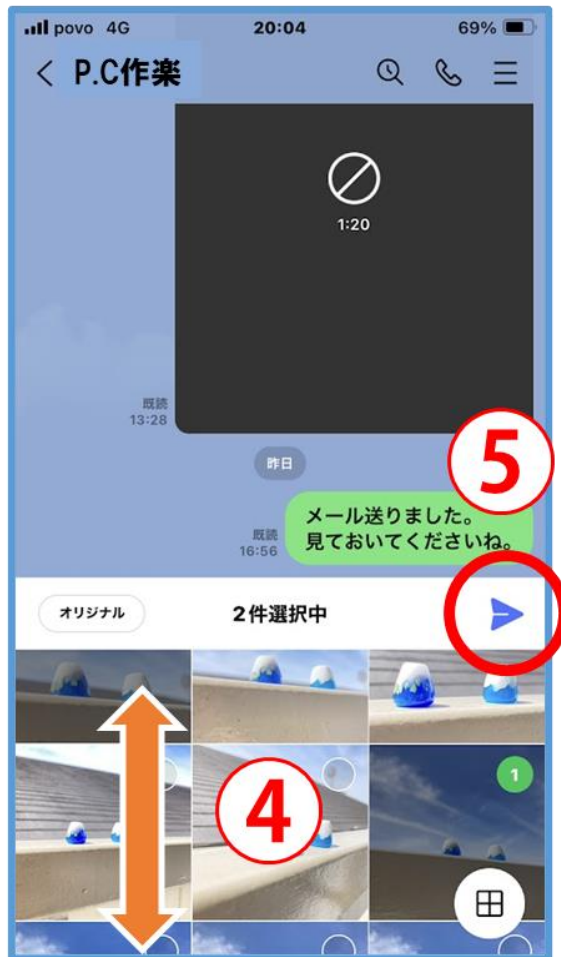 povo 4G 20:04 69%
P.C作楽
1:20
既読
13:28
昨日
⑤
メール送りました。
見ておいてくださいね。
既読
16:56
オリジナル 2件選択中
④
1